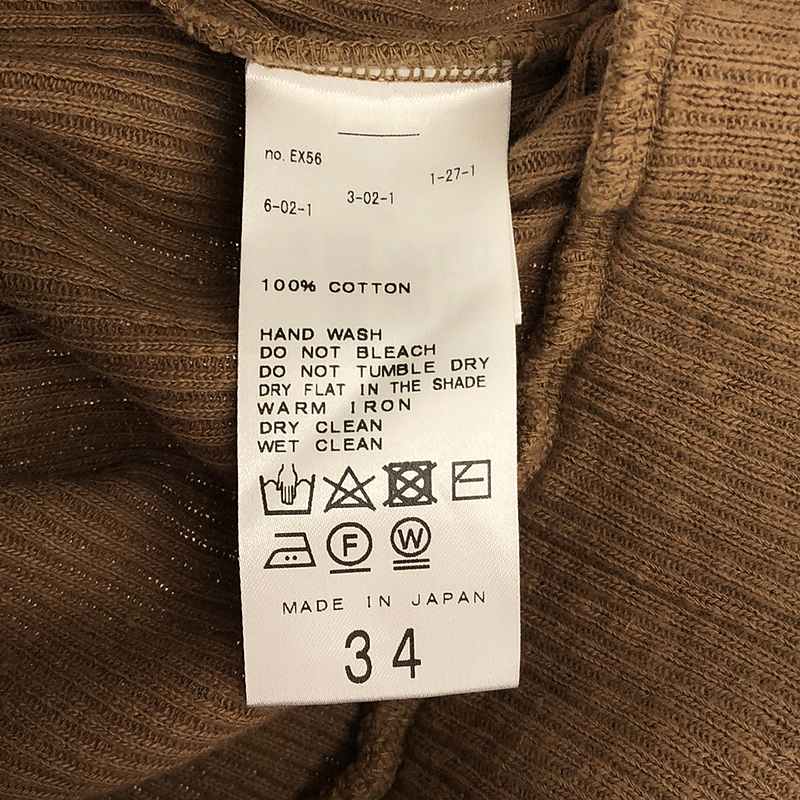 no. EX56
1-27-1
3-02-1
6-02-1
100% COTTON
HAND WASH
DO NOT BLEACH
DO NOT TUMBLE DRY
DRY FLAT IN THE SHADE
WARM IRON
DRY CLEAN
WET CLEAN
F
W
MADE IN JAPAN
34